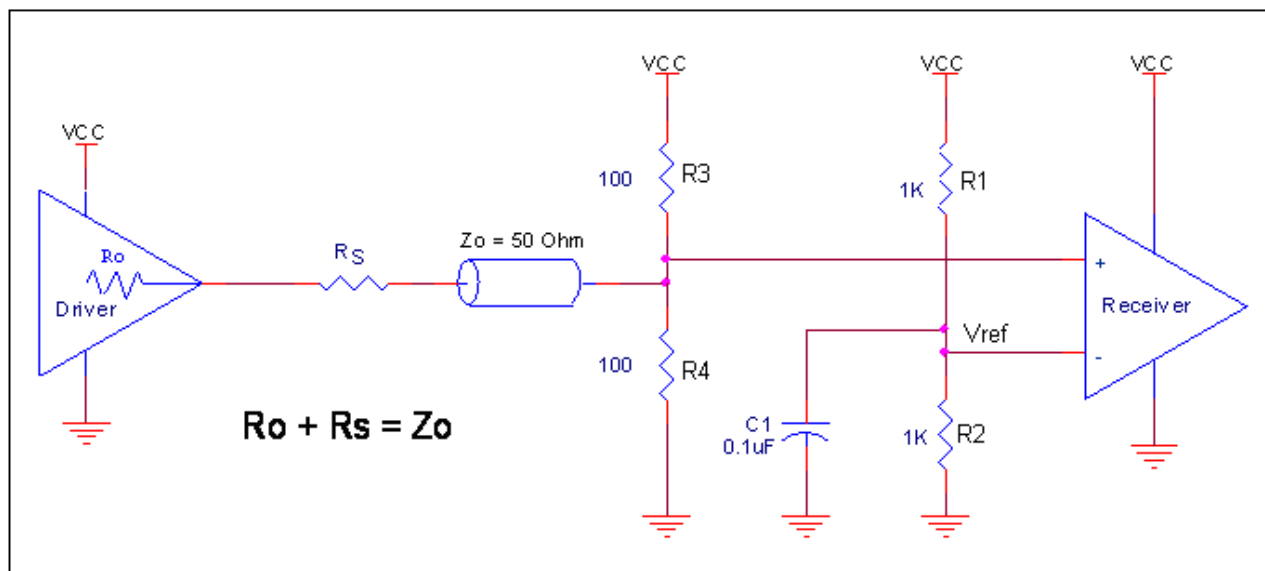 VCC
VCC
VCC
VCC
R3
100
R1
1K
Zo = 50 Ohm
Ro
RS
+
Driver
Receiver
Vref
-
100
R4
Ro + Rs = Zo
C1
0.1uF
1K
R2